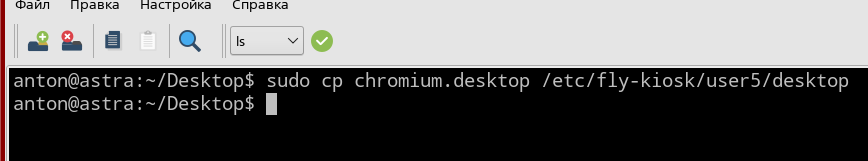 Файл Правка Настройка Справка
ls
anton@astra:~/Desktop$ sudo cp chromium.desktop /etc/fly-kiosk/user5/desktop
anton@astra:~/Desktop$